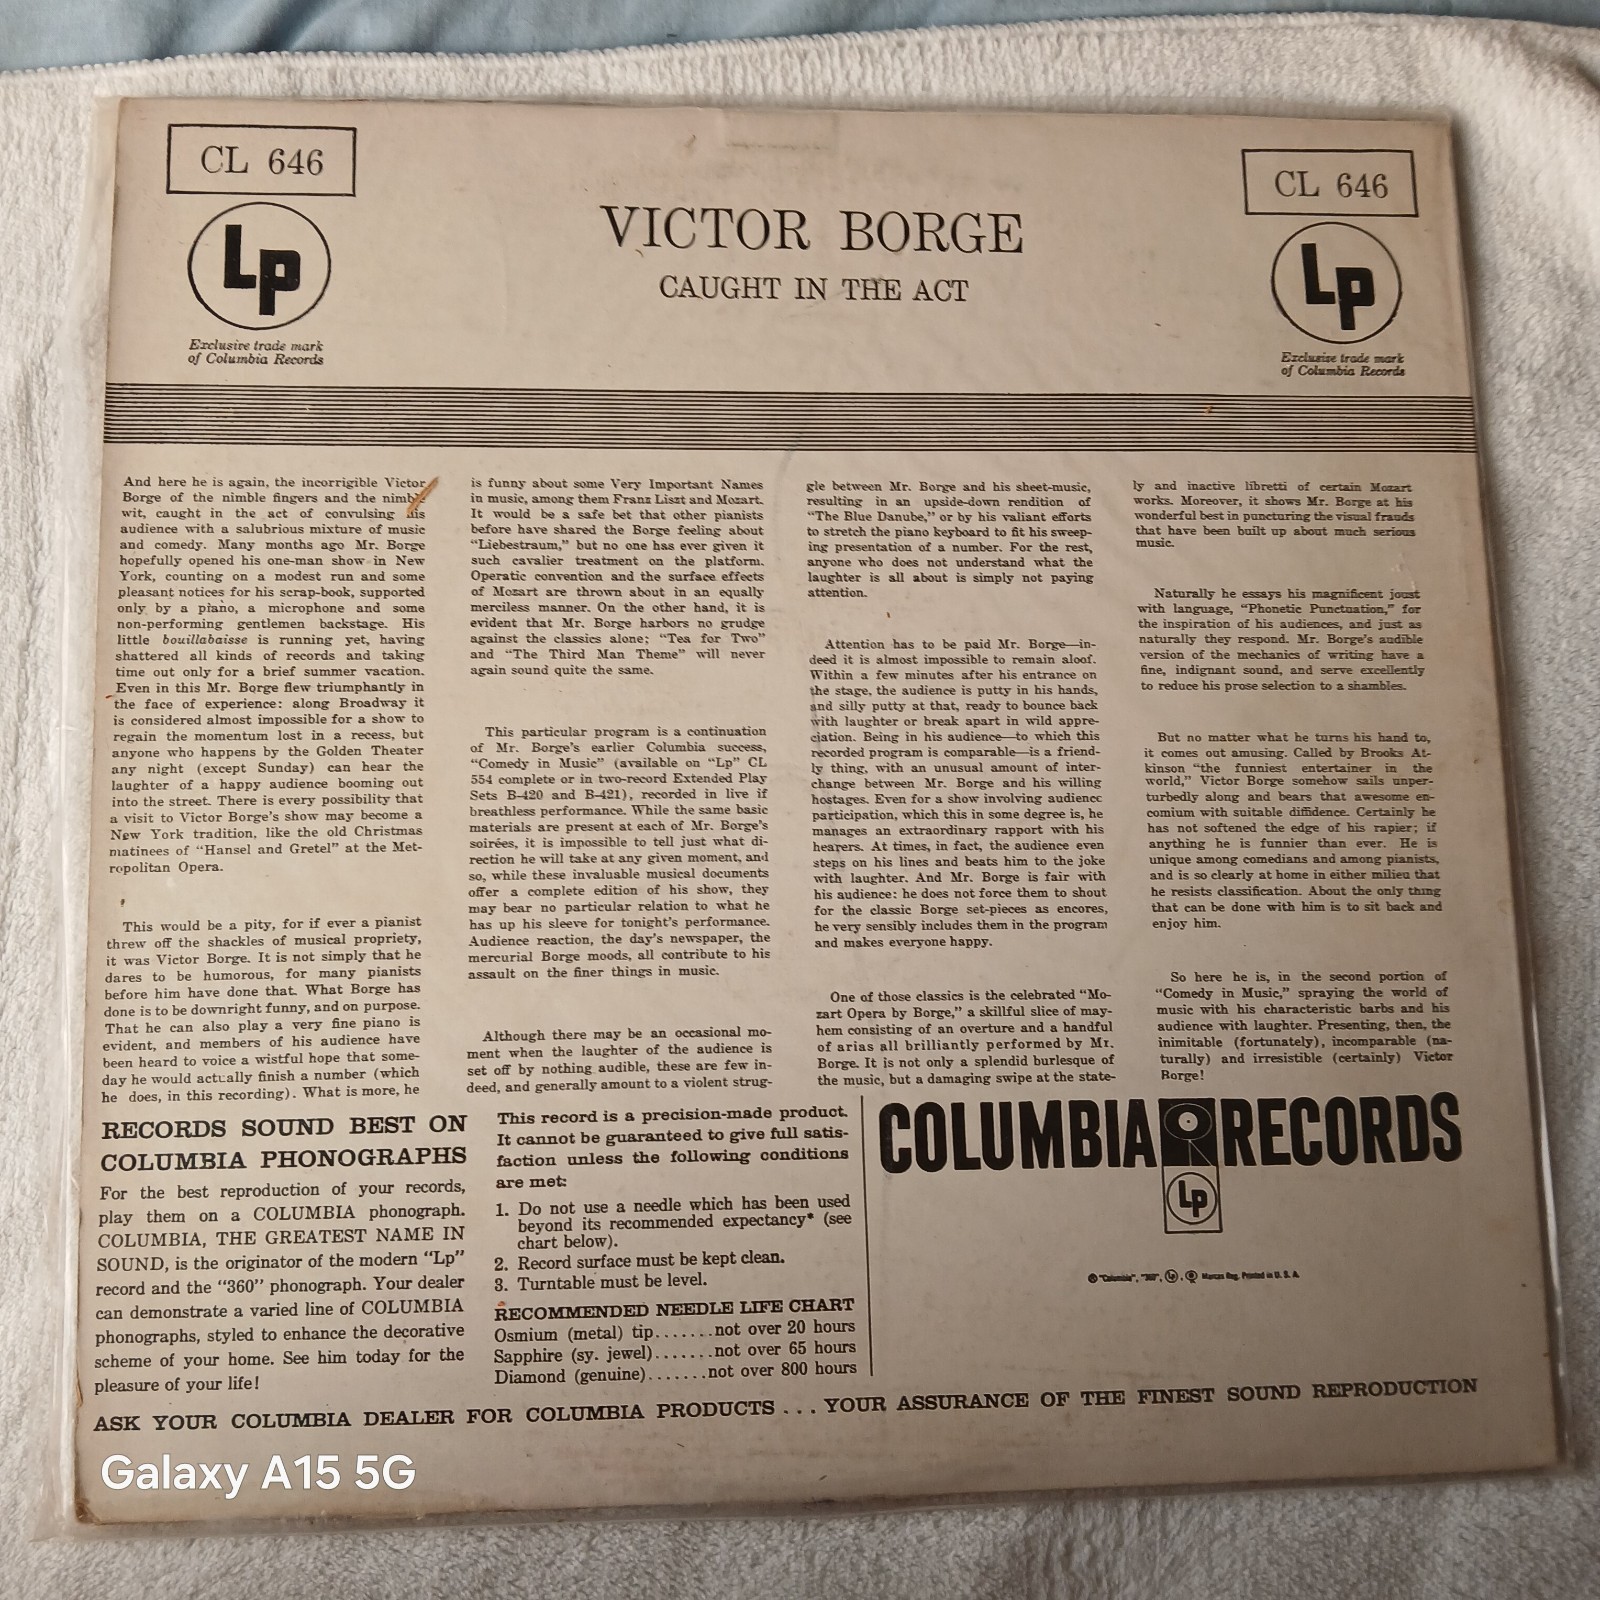 CL 646
Lp
Exclusive trade mark
of Columbia Records
VICTOR BORGE
CAUGHT IN THE ACT
CL 646
Lp
Exclusive trade mark
of Columbia Records
And here he is again, the incorrigible Victor
Borge of the nimble fingers and the nimble
wit, caught in the act of convulsing his
audience with a salubrious mixture of music
and comedy. Many months ago Mr. Borge
hopefully opened his one-man show in New
York, counting on a modest run and some
pleasant notices for his scrap-book, supported
only by a piano, a microphone and some
non-performing gentlemen backstage. His
little bouillabaisse is running yet, having
shattered all kinds of records and taking
time out only for a brief summer vacation.
Even in this Mr. Borge flew triumphantly in
the face of experience: along Broadway it
is considered almost impossible for a show to
regain the momentum lost in a recess, but
anyone who happens by the Golden Theater
any night (except Sunday) can hear the
laughter of a happy audience booming out
into the street. There is every possibility that
a visit to Victor Borge's show may become a
New York tradition, like the old Christmas
matinees of "Hansel and Gretel" at the Met-
ropolitan Opera.
This would be a pity, for if ever a pianist
threw off the shackles of musical propriety,
it was Victor Borge. It is not simply that he
dares to be humorous, for many pianists
before him have done that. What Borge has
done is to be downright funny, and on purpose.
That he can also play a very fine piano is
evident, and members of his audience have
been heard to voice a wistful hope that some-
day he would actually finish a number (which
he does, in this recording). What is more, he
is funny about some Very Important Names
in music, among them Franz Liszt and Mozart.
It would be a safe bet that other pianists
before have shared the Borge feeling about
"Liebestraum," but no one has ever given it
such cavalier treatment on the platform.
Operatic convention and the surface effects
of Mozart are thrown about in an equally
merciless manner. On the other hand, it is
evident that Mr. Borge harbors no grudge
against the classics alone; "Tea for Two"
and "The Third Man Theme" will never
again sound quite the same.
This particular program is a continuation
of Mr. Borge's earlier Columbia success,
"Comedy in Music" (available on "Lp" CL
554 complete or in two-record Extended Play
Sets B-420 and B-421), recorded in live if
breathless performance. While the same basic
materials are present at each of Mr. Borge's
soirées, it is impossible to tell just what di-
rection he will take at any given moment, and
so, while these invaluable musical documents
offer a complete edition of his show, they
may bear no particular relation to what he
has up his sleeve for tonight's performance.
Audience reaction, the day's newspaper, the
mercurial Borge moods, all contribute to his
assault on the finer things in music.
Although there may be an occasional mo-
ment when the laughter of the audience is
set off by nothing audible, these are few in-
deed, and generally amount to a violent strug-
gle between Mr. Borge and his sheet-music,
resulting in an upside-down rendition of
"The Blue Danube," or by his valiant efforts
to stretch the piano keyboard to fit his sweep-
ing presentation of a number. For the rest,
anyone who does not understand what the
laughter is all about is simply not paying
attention.
Attention has to be paid Mr. Borge—in-
deed it is almost impossible to remain aloof.
Within a few minutes after his entrance on
the stage, the audience is putty in his hands,
and silly putty at that, ready to bounce back
with laughter or break apart in wild appre-
ciation. Being in his audience—to which this
recorded program is comparable—is a friend-
ly thing, with an unusual amount of inter-
change between Mr. Borge and his willing
hostages. Even for a show involving audience
participation, which this in some degree is, he
manages an extraordinary rapport with his
hearers. At times, in fact, the audience even
steps on his lines and beats him to the joke
with laughter. And Mr. Borge is fair with
his audience: he does not force them to shout
for the classic Borge set-pieces as encores,
he very sensibly includes them in the program
and makes everyone happy.
One of those classics is the celebrated "Mo-
zart Opera by Borge," a skillful slice of may-
hem consisting of an overture and a handful
of arias all brilliantly performed by Mr.
Borge. It is not only a splendid burlesque of
the music, but a damaging swipe at the state-
ly and inactive libretti of certain Mozart
works. Moreover, it shows Mr. Borge at his
wonderful best in puncturing the visual frauds
that have been built up about much serious
music.
Naturally he essays his magnificent joust
with language, "Phonetic Punctuation," for
the inspiration of his audiences, and just as
naturally they respond. Mr. Borge's audible
version of the mechanics of writing have a
fine, indignant sound, and serve excellently
to reduce his prose selection to a shambles.
But no matter what he turns his hand to,
it comes out amusing. Called by Brooks At-
kinson "the funniest entertainer in the
world," Victor Borge somehow sails unper-
turbedly along and bears that awesome en-
comium with suitable diffidence. Certainly he
has not softened the edge of his rapier; if
anything he is funnier than ever. He is
unique among comedians and among pianists,
and is so clearly at home in either milieu that
he resists classification. About the only thing
that can be done with him is to sit back and
enjoy him.
So here he is, in the second portion of
"Comedy in Music," spraying the world of
music with his characteristic barbs and his
audience with laughter. Presenting, then, the
inimitable (fortunately), incomparable (na-
turally) and irresistible (certainly) Victor
Borge!
RECORDS SOUND BEST ON
COLUMBIA PHONOGRAPHS
For the best reproduction of your records,
play them on a COLUMBIA phonograph.
COLUMBIA, THE GREATEST NAME IN
SOUND, is the originator of the modern "Lp"
record and the "360" phonograph. Your dealer
can demonstrate a varied line of COLUMBIA
phonographs, styled to enhance the decorative
scheme of your home. See him today for the
pleasure of your life!
This record is a precision-made product.
It cannot be guaranteed to give full satis-
faction unless the following conditions
are met:
1. Do not use a needle which has been used
beyond its recommended expectancy* (see
chart below).
2. Record surface must be kept clean.
3. Turntable must be level.
RECOMMENDED NEEDLE LIFE CHART
Osmium (metal) tip.......not over 20 hours
Sapphire (sy. jewel).......not over 65 hours
Diamond (genuine).......not over 800 hours
COLUMBIA RECORDS
Lp
"Columbia", "360", Marcas Reg. Printed in U. S. A.
ASK YOUR COLUMBIA DEALER FOR COLUMBIA PRODUCTS . . . YOUR ASSURANCE OF THE FINEST SOUND REPRODUCTION
Galaxy A15 5G